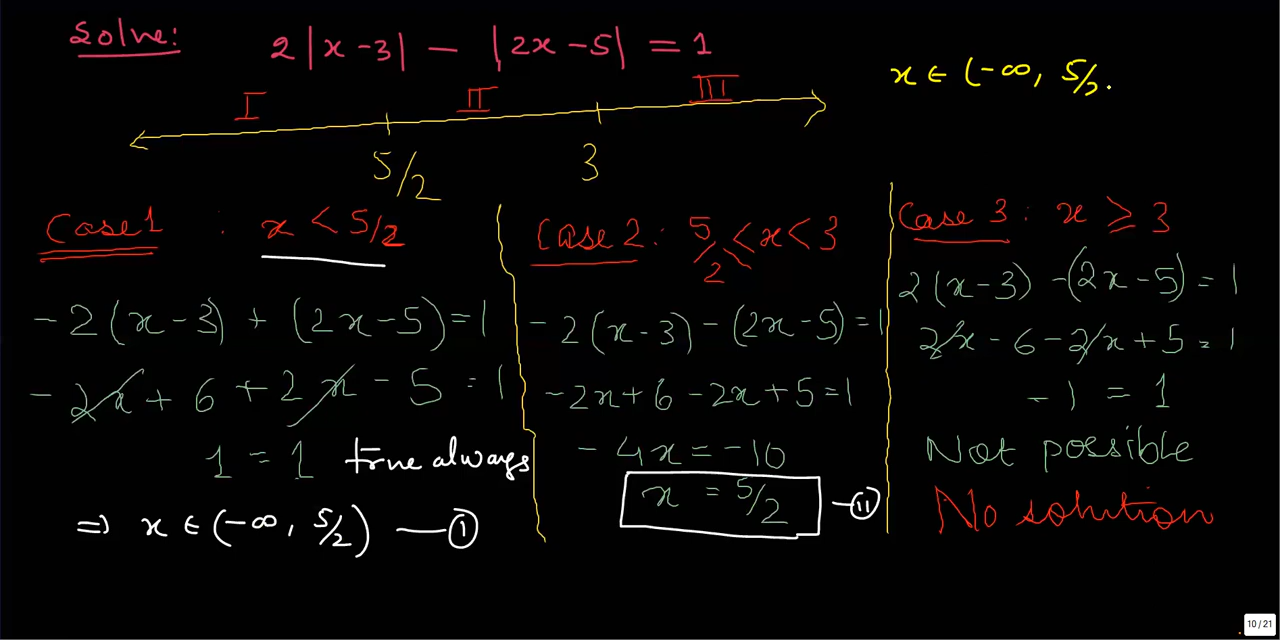 Solve: 2|x-3| - |2x-5| = 1
x ∈ (-∞, 5/2
I II III
5/2 3
Case 1 : x < 5/2
-2(x-3) + (2x-5) = 1
-2x + 6 + 2x - 5 = 1
1 = 1 true always
⇒ x ∈ (-∞, 5/2) — (I)
Case 2 : 5/2 ≤ x < 3
-2(x-3) - (2x-5) = 1
-2x + 6 - 2x + 5 = 1
-4x = -10
x = 5/2 — (II)
Case 3 : x ≥ 3
2(x-3) - (2x-5) = 1
2x - 6 - 2x + 5 = 1
-1 = 1
Not possible
No solution
10 / 21